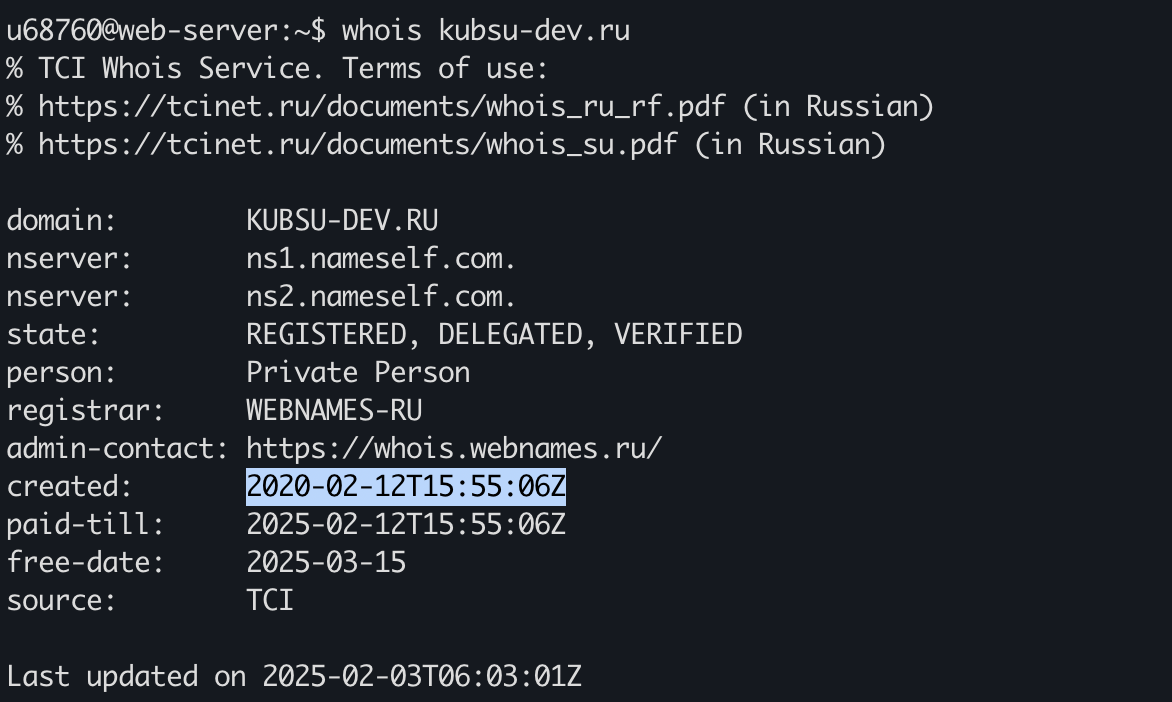 u68760@web-server:~$ whois kubsu-dev.ru
% TCI Whois Service. Terms of use:
% https://tcinet.ru/documents/whois_ru_rf.pdf (in Russian)
% https://tcinet.ru/documents/whois_su.pdf (in Russian)

domain:        KUBSU-DEV.RU
nserver:       ns1.nameself.com.
nserver:       ns2.nameself.com.
state:         REGISTERED, DELEGATED, VERIFIED
person:        Private Person
registrar:     WEBNAMES-RU
admin-contact: https://whois.webnames.ru/
created:       2020-02-12T15:55:06Z
paid-till:     2025-02-12T15:55:06Z
free-date:     2025-03-15
source:        TCI

Last updated on 2025-02-03T06:03:01Z